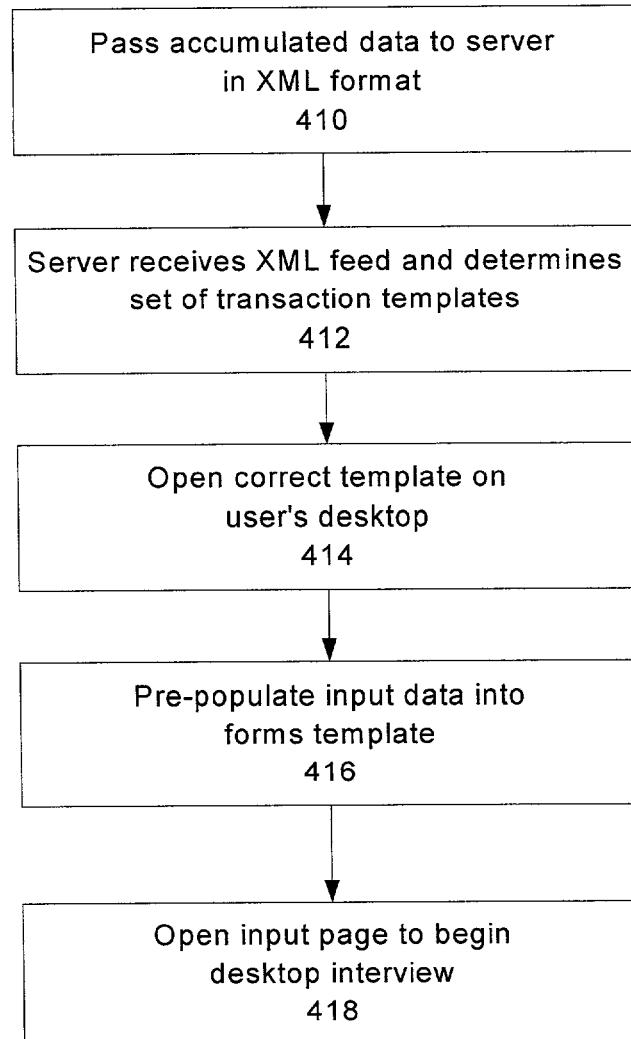 Pass accumulated data to server
in XML format
410
Server receives XML feed and determines
set of transaction templates
412
Open correct template on
user's desktop
414
Pre-populate input data into
forms template
416
Open input page to begin
desktop interview
418